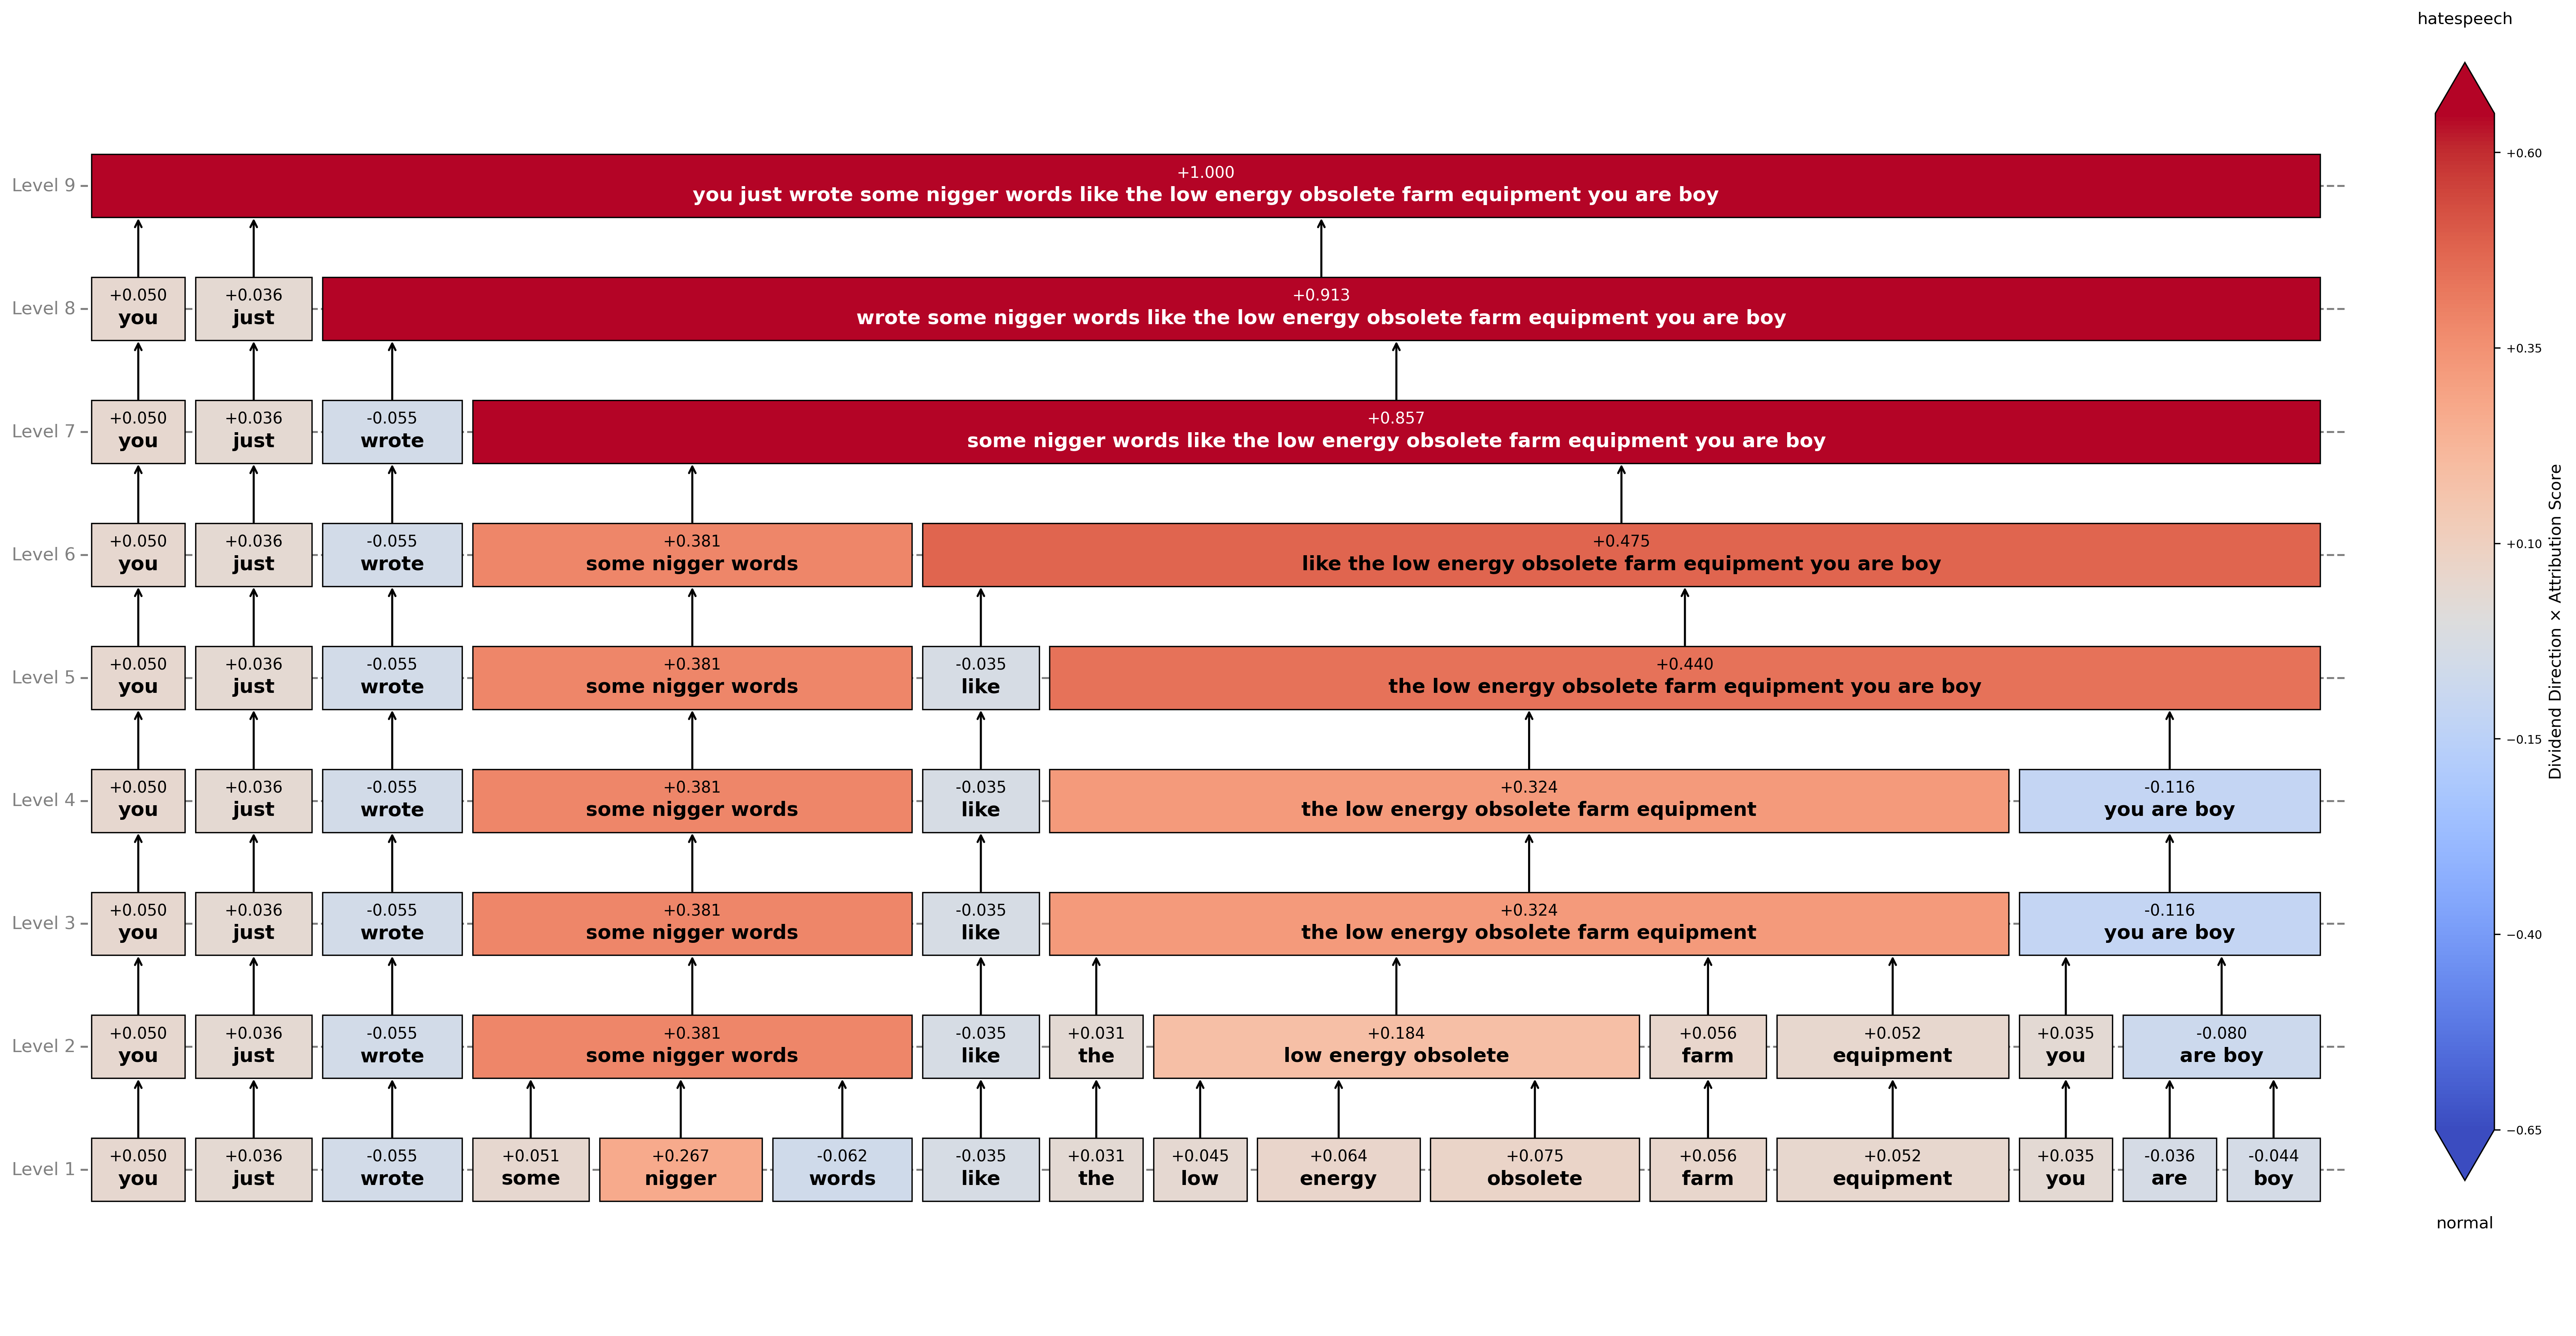 hatespeech
+0.60
+0.35
+0.10
−0.15
−0.40
−0.65
normal
Dividend Direction × Attribution Score
Level 9
+1.000
you just wrote some nigger words like the low energy obsolete farm equipment you are boy
Level 8
+0.050 +0.036 +0.913
you just wrote some nigger words like the low energy obsolete farm equipment you are boy
Level 7
+0.050 +0.036 -0.055 +0.857
you just wrote some nigger words like the low energy obsolete farm equipment you are boy
Level 6
+0.050 +0.036 -0.055 +0.381 +0.475
you just wrote some nigger words like the low energy obsolete farm equipment you are boy
Level 5
+0.050 +0.036 -0.055 +0.381 -0.035 +0.440
you just wrote some nigger words like the low energy obsolete farm equipment you are boy
Level 4
+0.050 +0.036 -0.055 +0.381 -0.035 +0.324 -0.116
you just wrote some nigger words like the low energy obsolete farm equipment you are boy
Level 3
+0.050 +0.036 -0.055 +0.381 -0.035 +0.324 -0.116
you just wrote some nigger words like the low energy obsolete farm equipment you are boy
Level 2
+0.050 +0.036 -0.055 +0.381 -0.035 +0.031 +0.184 +0.056 +0.052 +0.035 -0.080
you just wrote some nigger words like the low energy obsolete farm equipment you are boy
Level 1
+0.050 +0.036 -0.055 +0.051 +0.267 -0.062 -0.035 +0.031 +0.045 +0.064 +0.075 +0.056 +0.052 +0.035 -0.036 -0.044
you just wrote some nigger words like the low energy obsolete farm equipment you are boy